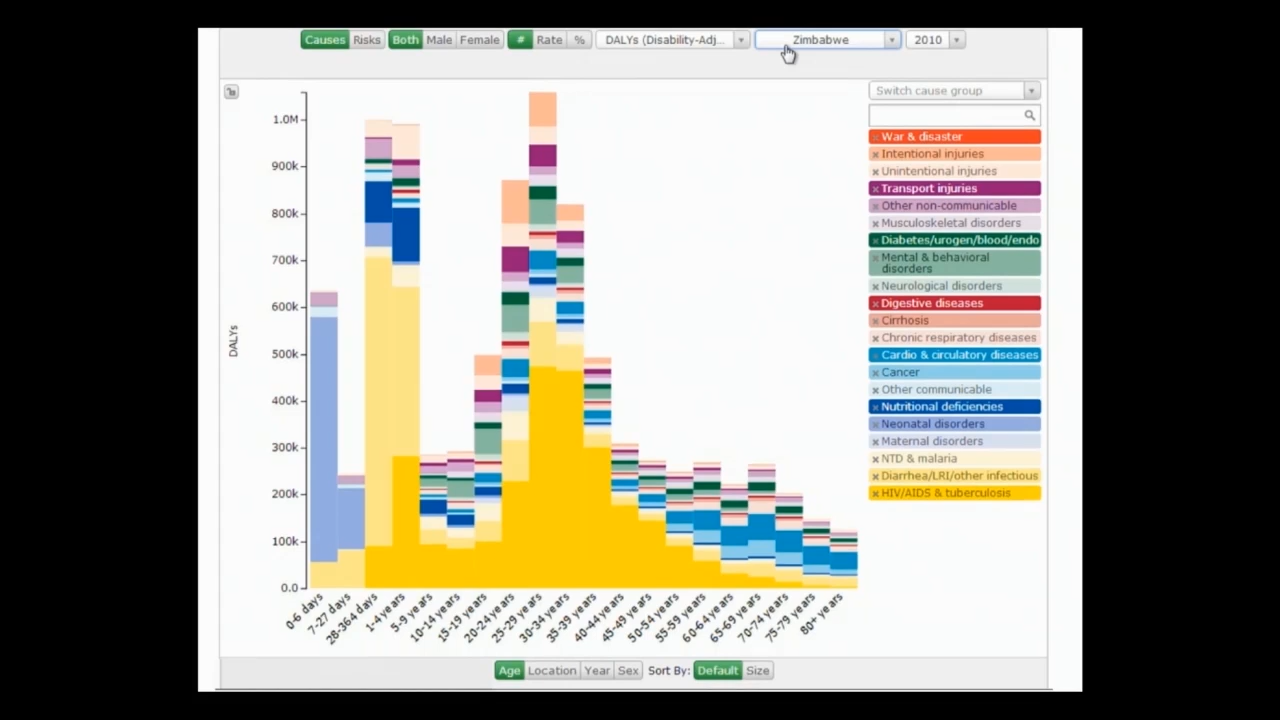 Causes Risks Both Male Female # Rate % DALYs (Disability-Adj... Zimbabwe 2010
Switch cause group
1.0M
900k
800k
700k
600k
500k
400k
300k
200k
100k
0.0
DALYs
0-6 days
7-27 days
28-364 days
1-4 years
5-9 years
10-14 years
15-19 years
20-24 years
25-29 years
30-34 years
35-39 years
40-44 years
45-49 years
50-54 years
55-59 years
60-64 years
65-69 years
70-74 years
75-79 years
80+ years
War & disaster
Intentional injuries
Unintentional injuries
Transport injuries
Other non-communicable
Musculoskeletal disorders
Diabetes/urogen/blood/endo
Mental & behavioral
disorders
Neurological disorders
Digestive diseases
Cirrhosis
Chronic respiratory diseases
Cardio & circulatory diseases
Cancer
Other communicable
Nutritional deficiencies
Neonatal disorders
Maternal disorders
NTD & malaria
Diarrhea/LRI/other infectious
HIV/AIDS & tuberculosis
Age Location Year Sex Sort By: Default Size